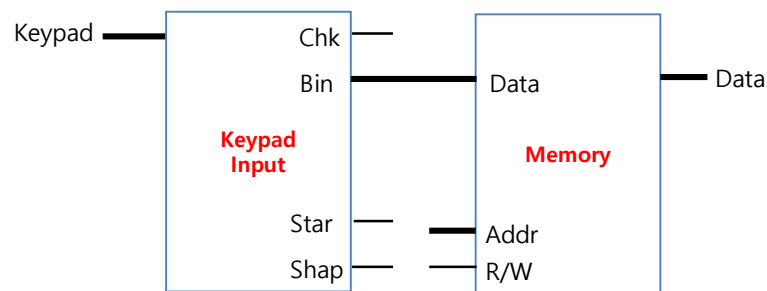 Keypad
Chk
Bin
Data
Data
Keypad
Input
Memory
Star
Addr
Shap
R/W